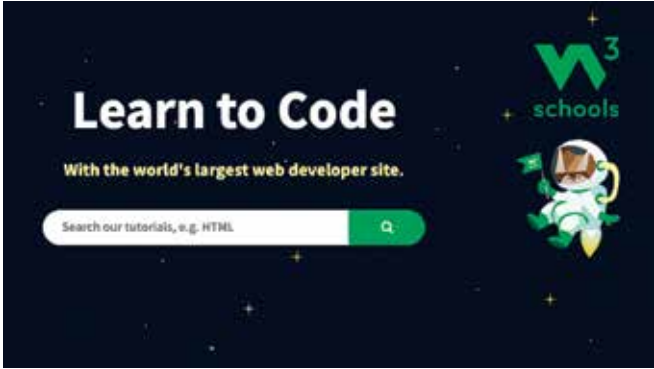 Learn to Code
With the world's largest web developer site.
Search our tutorials, e.g. HTML
W3
schools